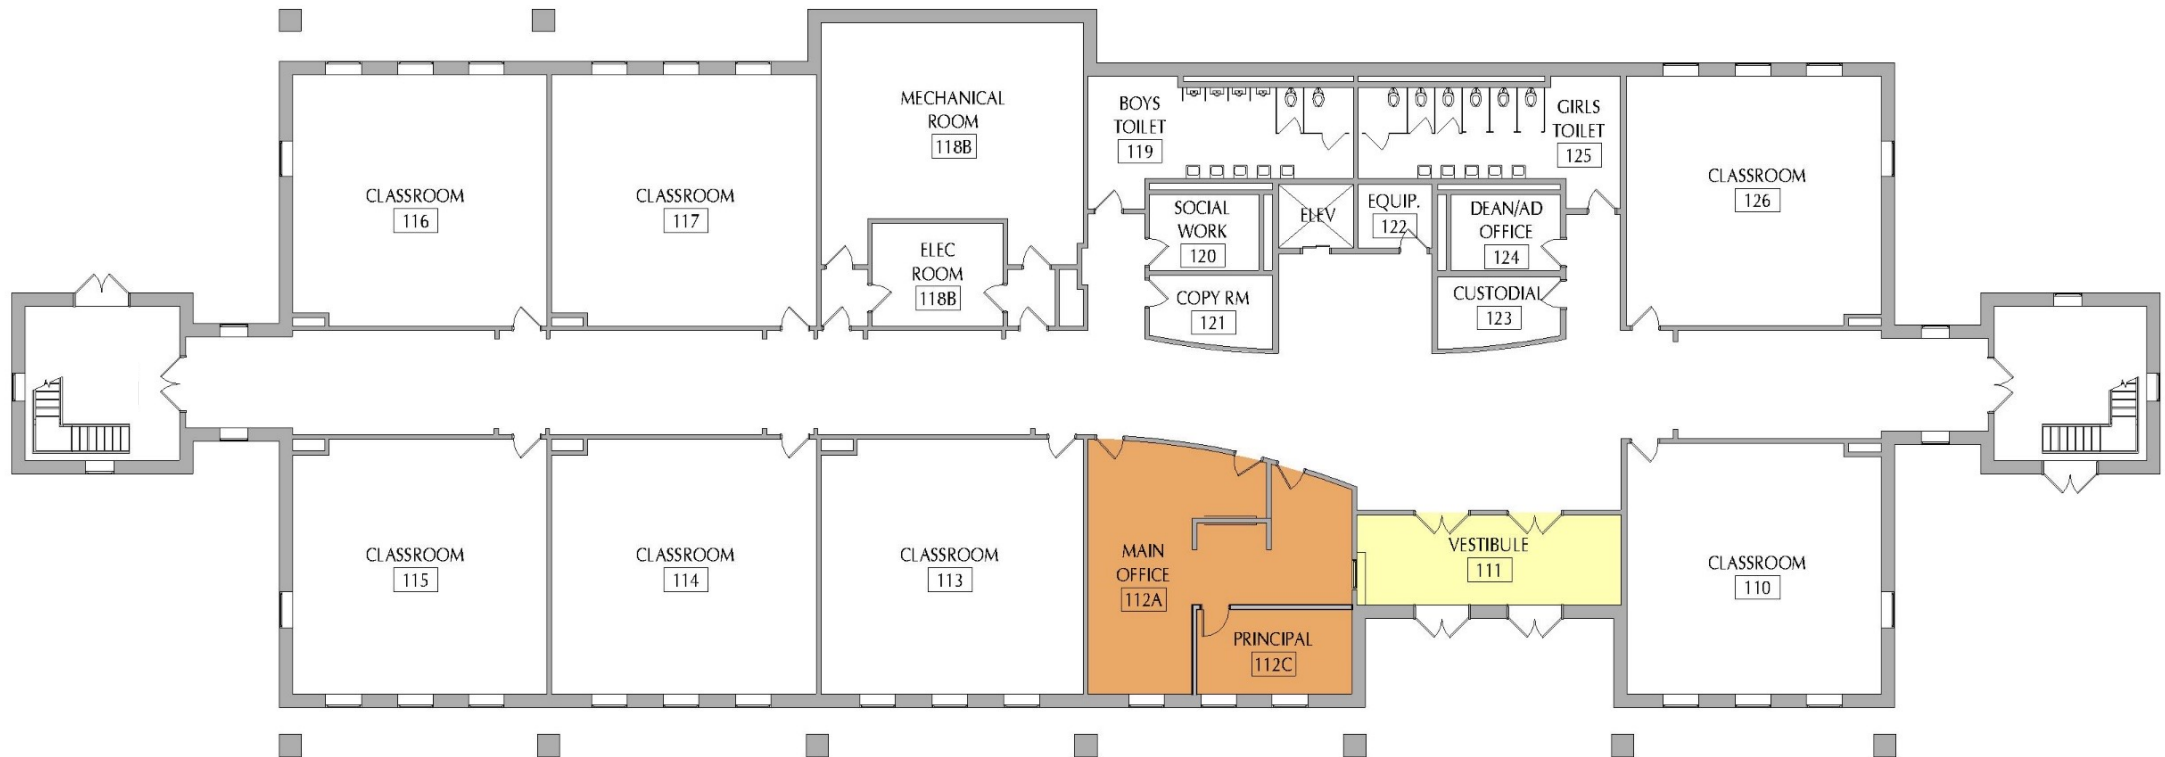 MECHANICAL
ROOM
118B
BOYS
TOILET
119
GIRLS
TOILET
125
CLASSROOM
116
CLASSROOM
117
CLASSROOM
126
ELEC
ROOM
118B
SOCIAL
WORK
120
ELEV
EQUIP.
122
DEAN/AD
OFFICE
124
COPY RM
121
CUSTODIAL
123
CLASSROOM
115
CLASSROOM
114
CLASSROOM
113
MAIN
OFFICE
112A
PRINCIPAL
112C
VESTIBULE
111
CLASSROOM
110